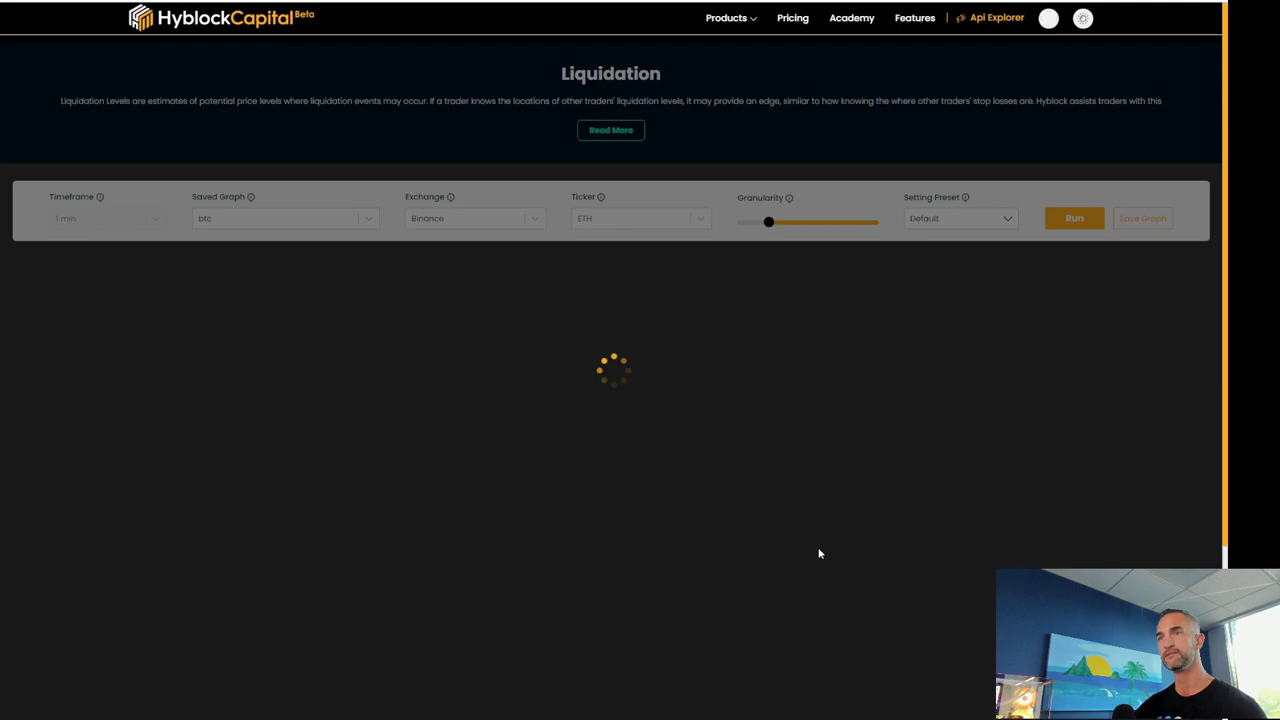 HyblockCapital Beta
Products
Pricing
Academy
Features
Api Explorer
Liquidation
Liquidation Levels are estimates of potential price levels where liquidation events may occur. If a trader knows the locations of other traders' liquidation levels, it may provide an edge, similar to how knowing the where other traders' stop losses are. Hyblock assists traders with this
Read More
Timeframe
Saved Graph
Exchange
Ticker
Granularity
Setting Preset
1 min
btc
Binance
ETH
Default
Run
Save Graph